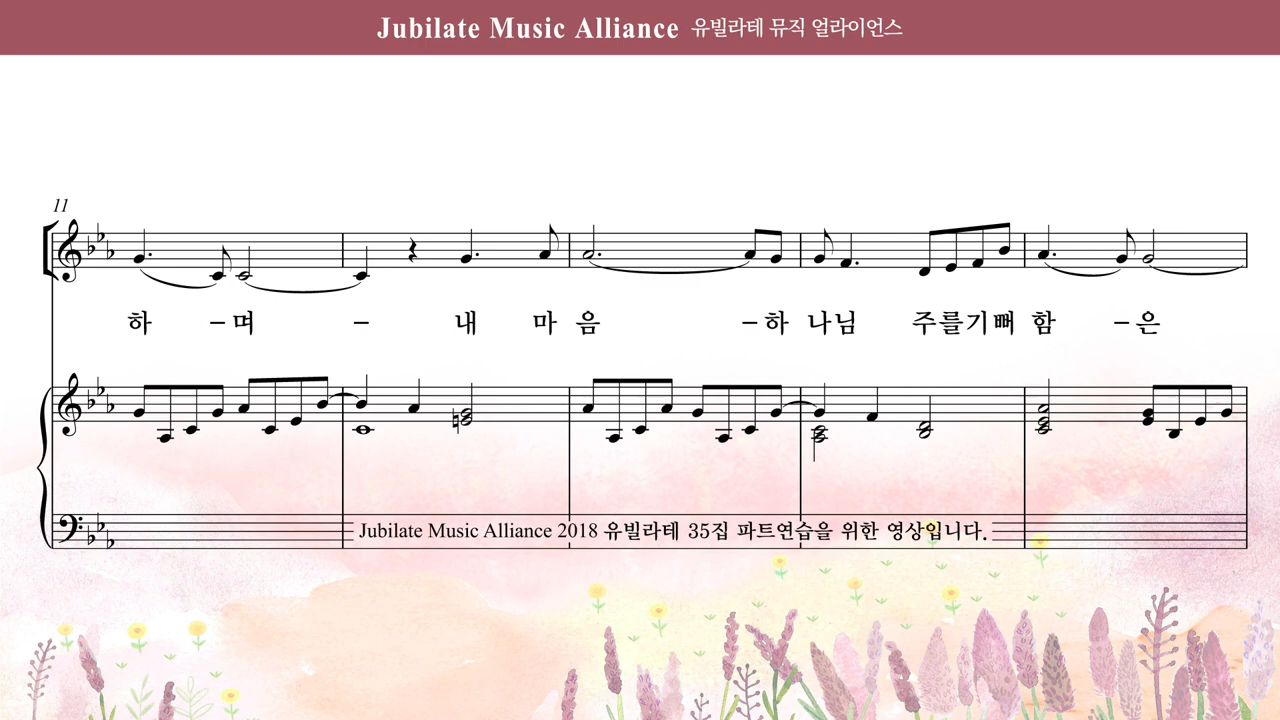 Jubilate Music Alliance 유빌라테 뮤직 얼라이언스
11
하 – 며 – 내 마 음 – 하 나님 주를기뻐 함 – 은
Jubilate Music Alliance 2018 유빌라테 35집 파트연습을 위한 영상입니다.